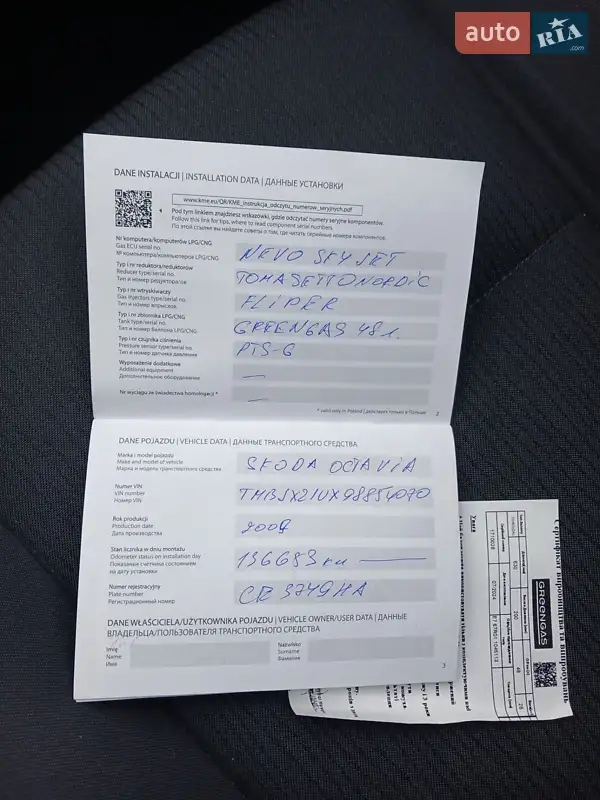 auto RIA.com
DANE INSTALACJI | INSTALLATION DATA | ДАННЫЕ УСТАНОВКИ
www.kme.eu/QR/KME_instrukcja_odczytu_numerow_seryjnych.pdf
Pod tym linkiem znajdziesz wskazówki, gdzie odczytać numery seryjne komponentów.
Follow this link for tips, where to read component serial numbers.
По этой ссылке вы найдете советы о том, где читать серийные номера компонентов.
Nr komputera/komputerów LPG/CNG
Gas ECU serial no.
№ компьютера/компьютеров LPG/CNG
NEVO SKY JET
Typ i nr reduktora/reduktorów
Reducer type/serial no.
Тип и номер редуктора/ов
TOMASETTO NORDIC
Typ i nr wtryskiwaczy
Gas injectors type/serial no.
Тип и номер впрысков
FLIPER
Typ i nr zbiornika LPG/CNG
Tank type/serial no.
Тип и номер баллона LPG/CNG
GREENGAS 48л.
Typ i nr czujnika ciśnienia
Pressure sensor type/serial no.
Тип и номер датчика давления
PTS-G
Wyposażenie dodatkowe
Additional equipment
Дополнительное оборудование
—
Nr wyciągu ze świadectwa homologacji *
—
* valid only in Poland | действует только в Польше
2
DANE POJAZDU | VEHICLE DATA | ДАННЫЕ ТРАНСПОРТНОГО СРЕДСТВА
Marka i model pojazdu
Make and model of vehicle
Марка и модель транспортного средства
SKODA OCTAVIA
Numer VIN
VIN number
Номер VIN
Rok produkcji
Production date
Дата производства
2009
Stan licznika w dniu montażu
Odometer status on installation day
Показания счётчика состоянием
на дату установки
136683 км
Numer rejestracyjny
Plate number
Регистрационный номер
DANE WŁAŚCICIELA/UŻYTKOWNIKA POJAZDU | VEHICLE OWNER/USER DATA | ДАННЫЕ
ВЛАДЕЛЬЦА/ПОЛЬЗОВАТЕЛЯ ТРАНСПОРТНОГО СРЕДСТВА
Imię
Name
Имя
Nazwisko
Surname
Фамилия
3
Сертифікат виробництва та випробувань
GREENGAS
07/2024
Увага